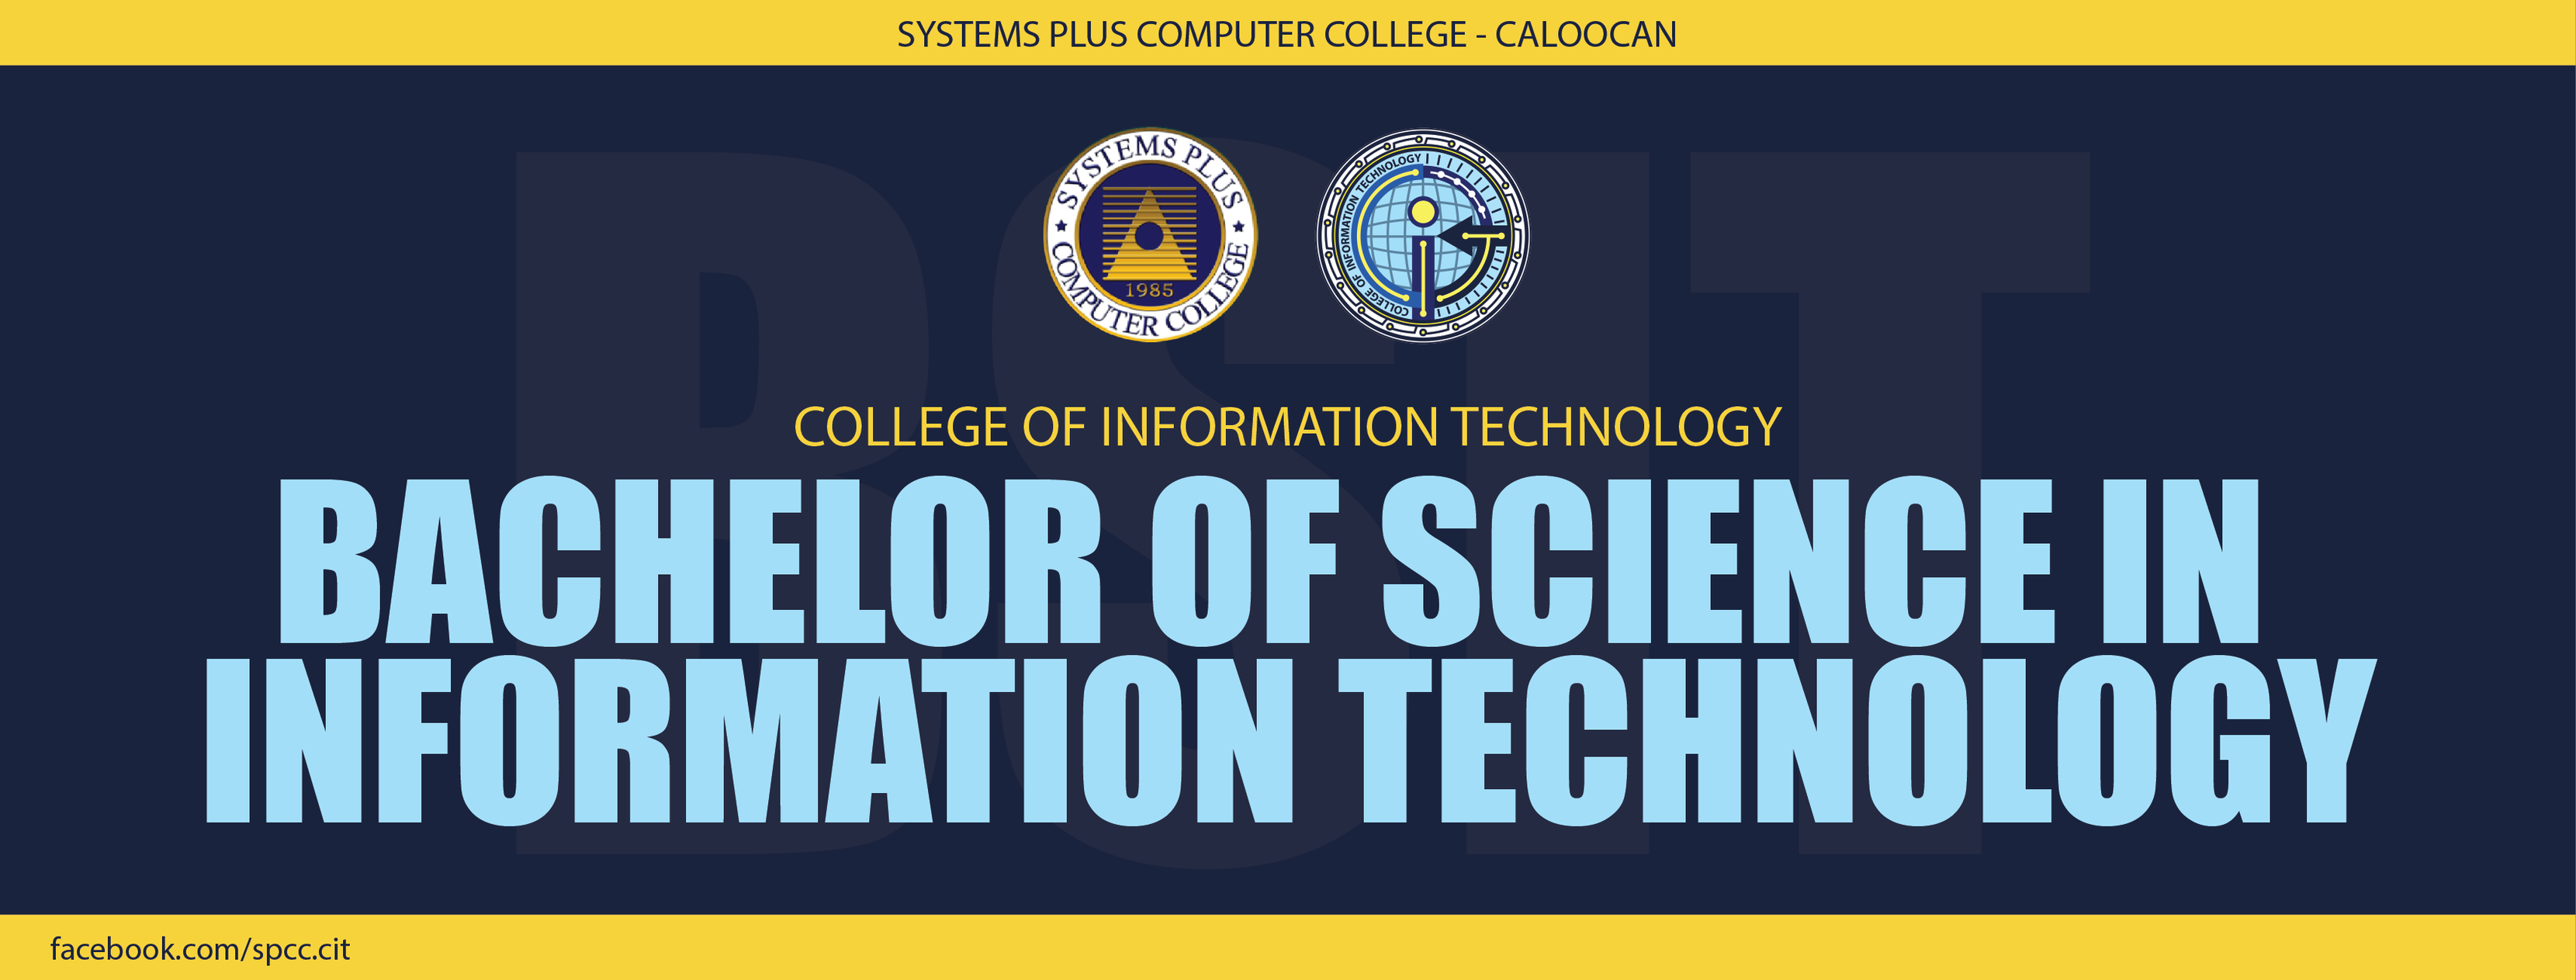 SYSTEMS PLUS COMPUTER COLLEGE - CALOOCAN
SYSTEMS PLUS
COMPUTER COLLEGE
1985
COLLEGE OF INFORMATION TECHNOLOGY
BSIT
COLLEGE OF INFORMATION TECHNOLOGY
BACHELOR OF SCIENCE IN
INFORMATION TECHNOLOGY
facebook.com/spcc.cit